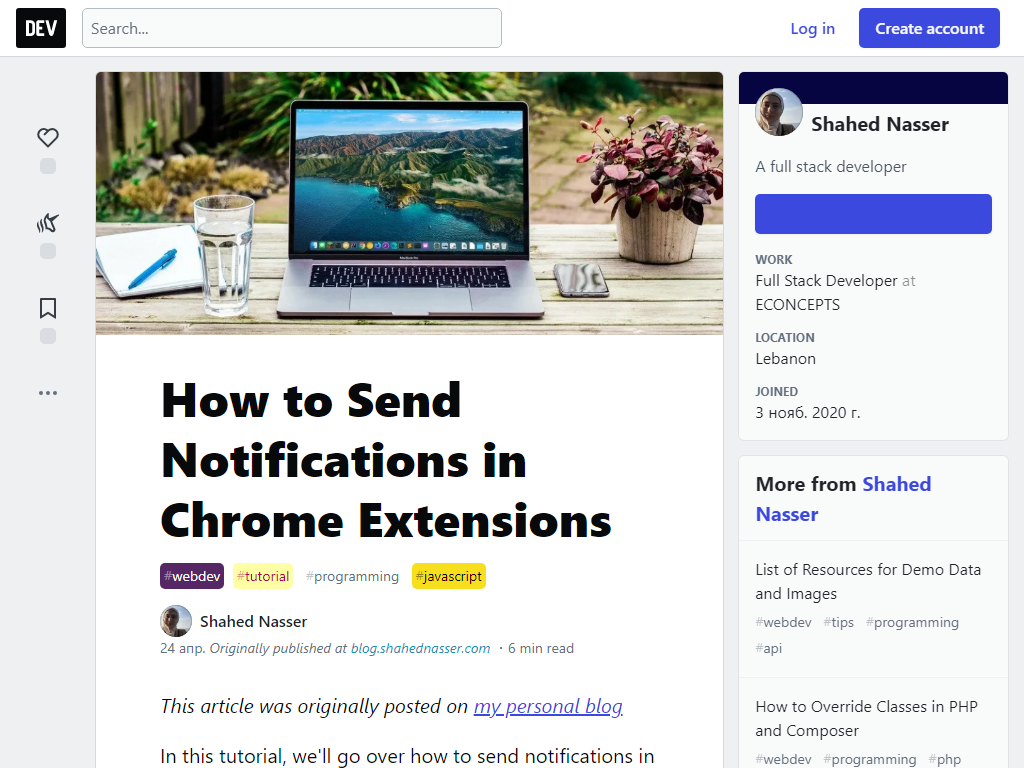 DEV
Search...
Log in
Create account
How to Send
Notifications in
Chrome Extensions
#webdev #tutorial #programming #javascript
Shahed Nasser
24 апр. Originally published at blog.shahednasser.com ・6 min read
This article was originally posted on my personal blog
In this tutorial, we'll go over how to send notifications in
Shahed Nasser
A full stack developer
WORK
Full Stack Developer at
ECONCEPTS
LOCATION
Lebanon
JOINED
3 нояб. 2020 г.
More from Shahed
Nasser
List of Resources for Demo Data
and Images
#webdev #tips #programming
#api
How to Override Classes in PHP
and Composer
#webdev #programming #php